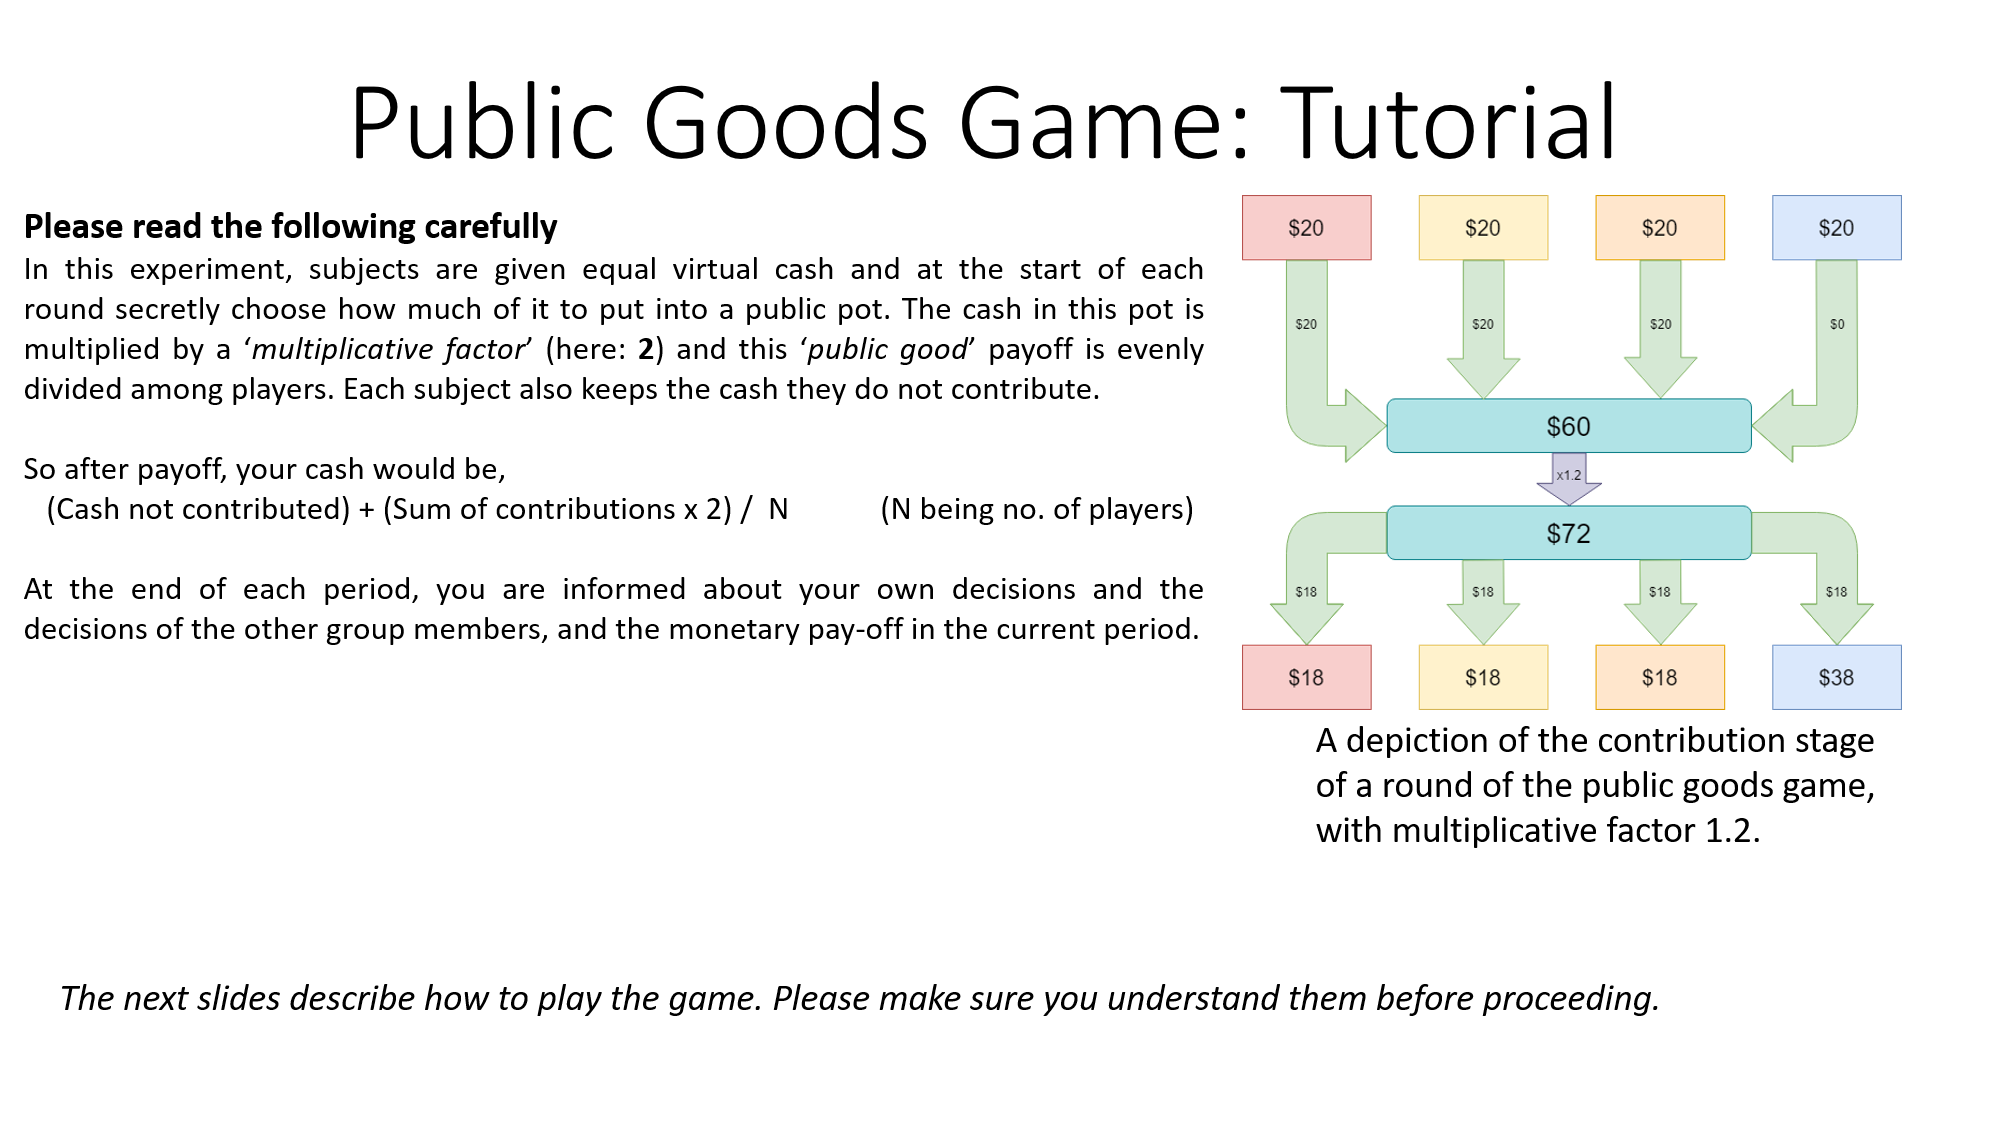 Public Goods Game: Tutorial
Please read the following carefully
In this experiment, subjects are given equal virtual cash and at the start of each
round secretly choose how much of it to put into a public pot. The cash in this pot is
multiplied by a ‘multiplicative factor’ (here: 2) and this ‘public good’ payoff is evenly
divided among players. Each subject also keeps the cash they do not contribute.
So after payoff, your cash would be,
(Cash not contributed) + (Sum of contributions x 2) / N (N being no. of players)
At the end of each period, you are informed about your own decisions and the
decisions of the other group members, and the monetary pay-off in the current period.
$20 $20 $20 $20
$20 $20 $20 $0
$60
x1.2
$72
$18 $18 $18 $18
$18 $18 $18 $38
A depiction of the contribution stage
of a round of the public goods game,
with multiplicative factor 1.2.
The next slides describe how to play the game. Please make sure you understand them before proceeding.